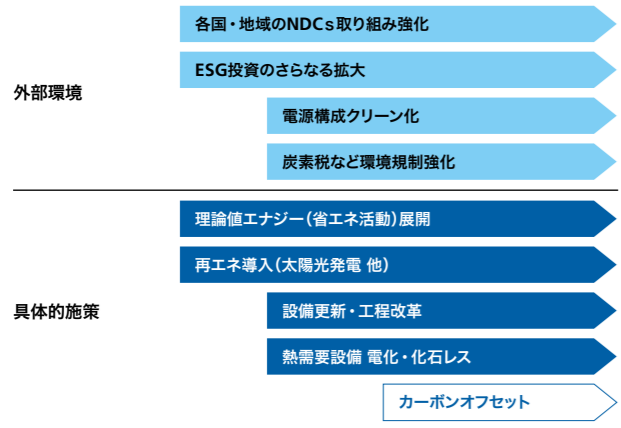 各国・地域のNDCs取り組み強化
ESG投資のさらなる拡大
外部環境
電源構成クリーン化
炭素税など環境規制強化
理論値エナジー（省エネ活動）展開
再エネ導入（太陽光発電 他）
具体的施策
設備更新・工程改革
熱需要設備 電化・化石レス
カーボンオフセット